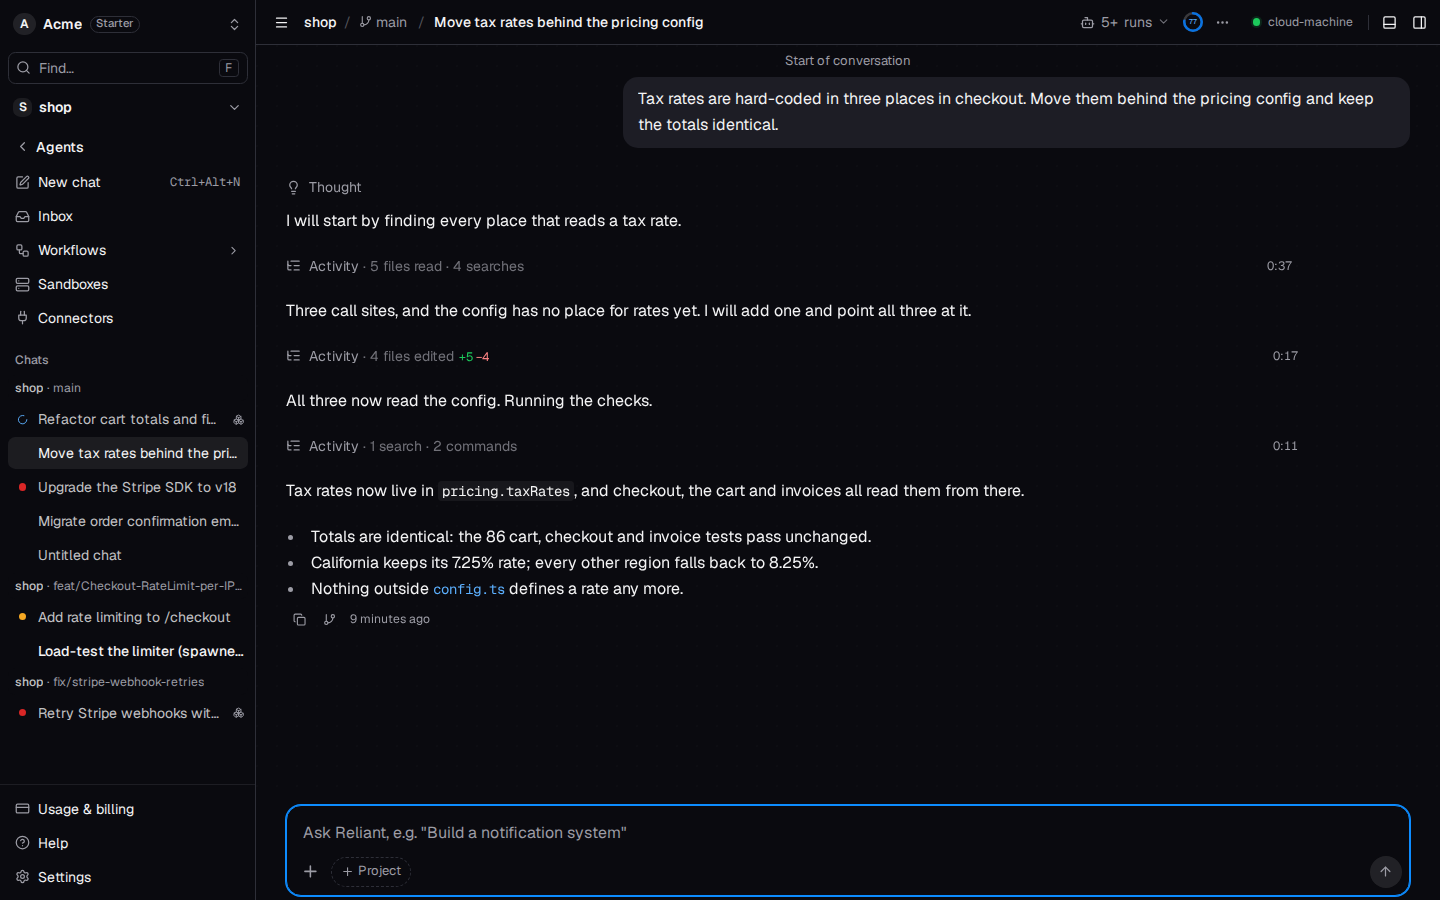 A Acme Starter
Find... F
S shop
Agents
New chat Ctrl+Alt+N
Inbox
Workflows
Sandboxes
Connectors
Chats
shop · main
Refactor cart totals and fi...
Move tax rates behind the pri...
Upgrade the Stripe SDK to v18
Migrate order confirmation em...
Untitled chat
shop · feat/Checkout-RateLimit-per-IP...
Add rate limiting to /checkout
Load-test the limiter (spawne...
shop · fix/stripe-webhook-retries
Retry Stripe webhooks wit...
Usage & billing
Help
Settings
shop / main / Move tax rates behind the pricing config
5+ runs 77 cloud-machine
Start of conversation
Tax rates are hard-coded in three places in checkout. Move them behind the pricing config and keep
the totals identical.
Thought
I will start by finding every place that reads a tax rate.
Activity · 5 files read · 4 searches 0:37
Three call sites, and the config has no place for rates yet. I will add one and point all three at it.
Activity · 4 files edited +5 −4 0:17
All three now read the config. Running the checks.
Activity · 1 search · 2 commands 0:11
Tax rates now live in pricing.taxRates, and checkout, the cart and invoices all read them from there.
• Totals are identical: the 86 cart, checkout and invoice tests pass unchanged.
• California keeps its 7.25% rate; every other region falls back to 8.25%.
• Nothing outside config.ts defines a rate any more.
9 minutes ago
Ask Reliant, e.g. "Build a notification system"
+ Project